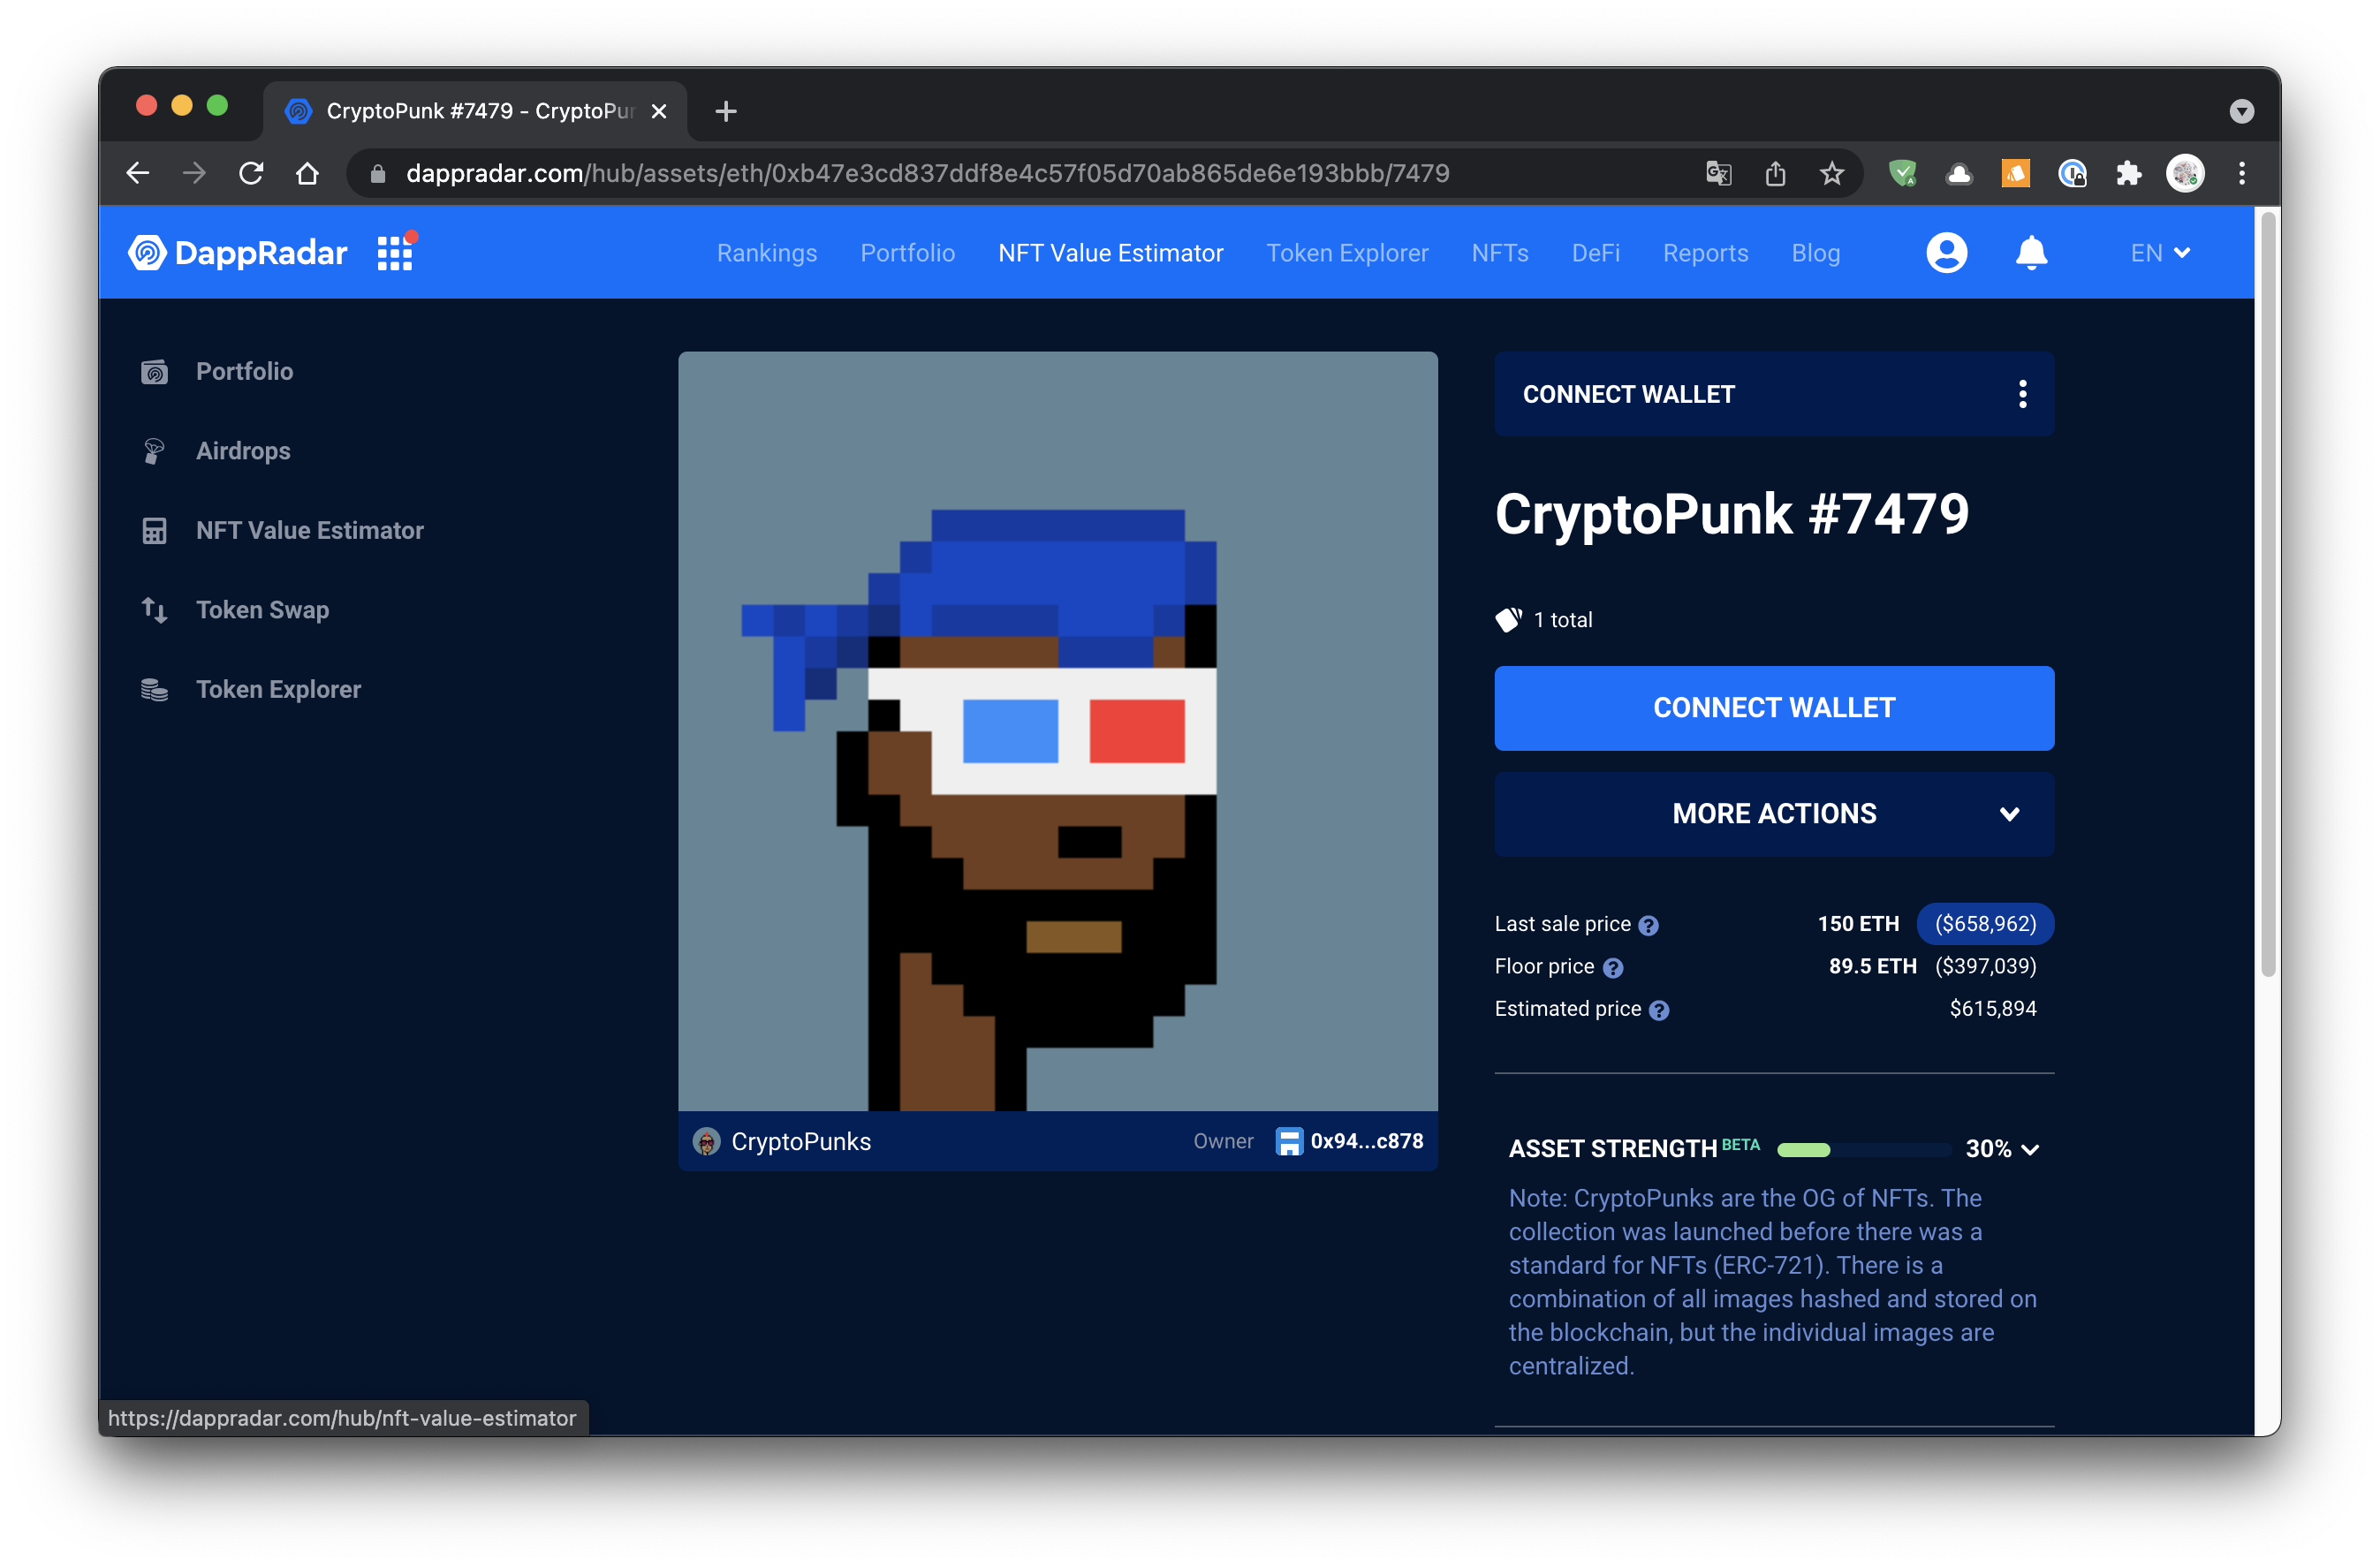 CryptoPunk #7479 - CryptoPun
dappradar.com/hub/assets/eth/0xb47e3cd837ddf8e4c57f05d70ab865de6e193bbb/7479
DappRadar
Rankings
Portfolio
NFT Value Estimator
Token Explorer
NFTs
DeFi
Reports
Blog
EN
Portfolio
Airdrops
NFT Value Estimator
Token Swap
Token Explorer
CryptoPunks
Owner
0x94...c878
CONNECT WALLET
CryptoPunk #7479
1 total
CONNECT WALLET
MORE ACTIONS
Last sale price ? 150 ETH ($658,962)
Floor price ? 89.5 ETH ($397,039)
Estimated price ? $615,894
ASSET STRENGTH BETA 30%
Note: CryptoPunks are the OG of NFTs. The
collection was launched before there was a
standard for NFTs (ERC-721). There is a
combination of all images hashed and stored on
the blockchain, but the individual images are
centralized.
https://dappradar.com/hub/nft-value-estimator